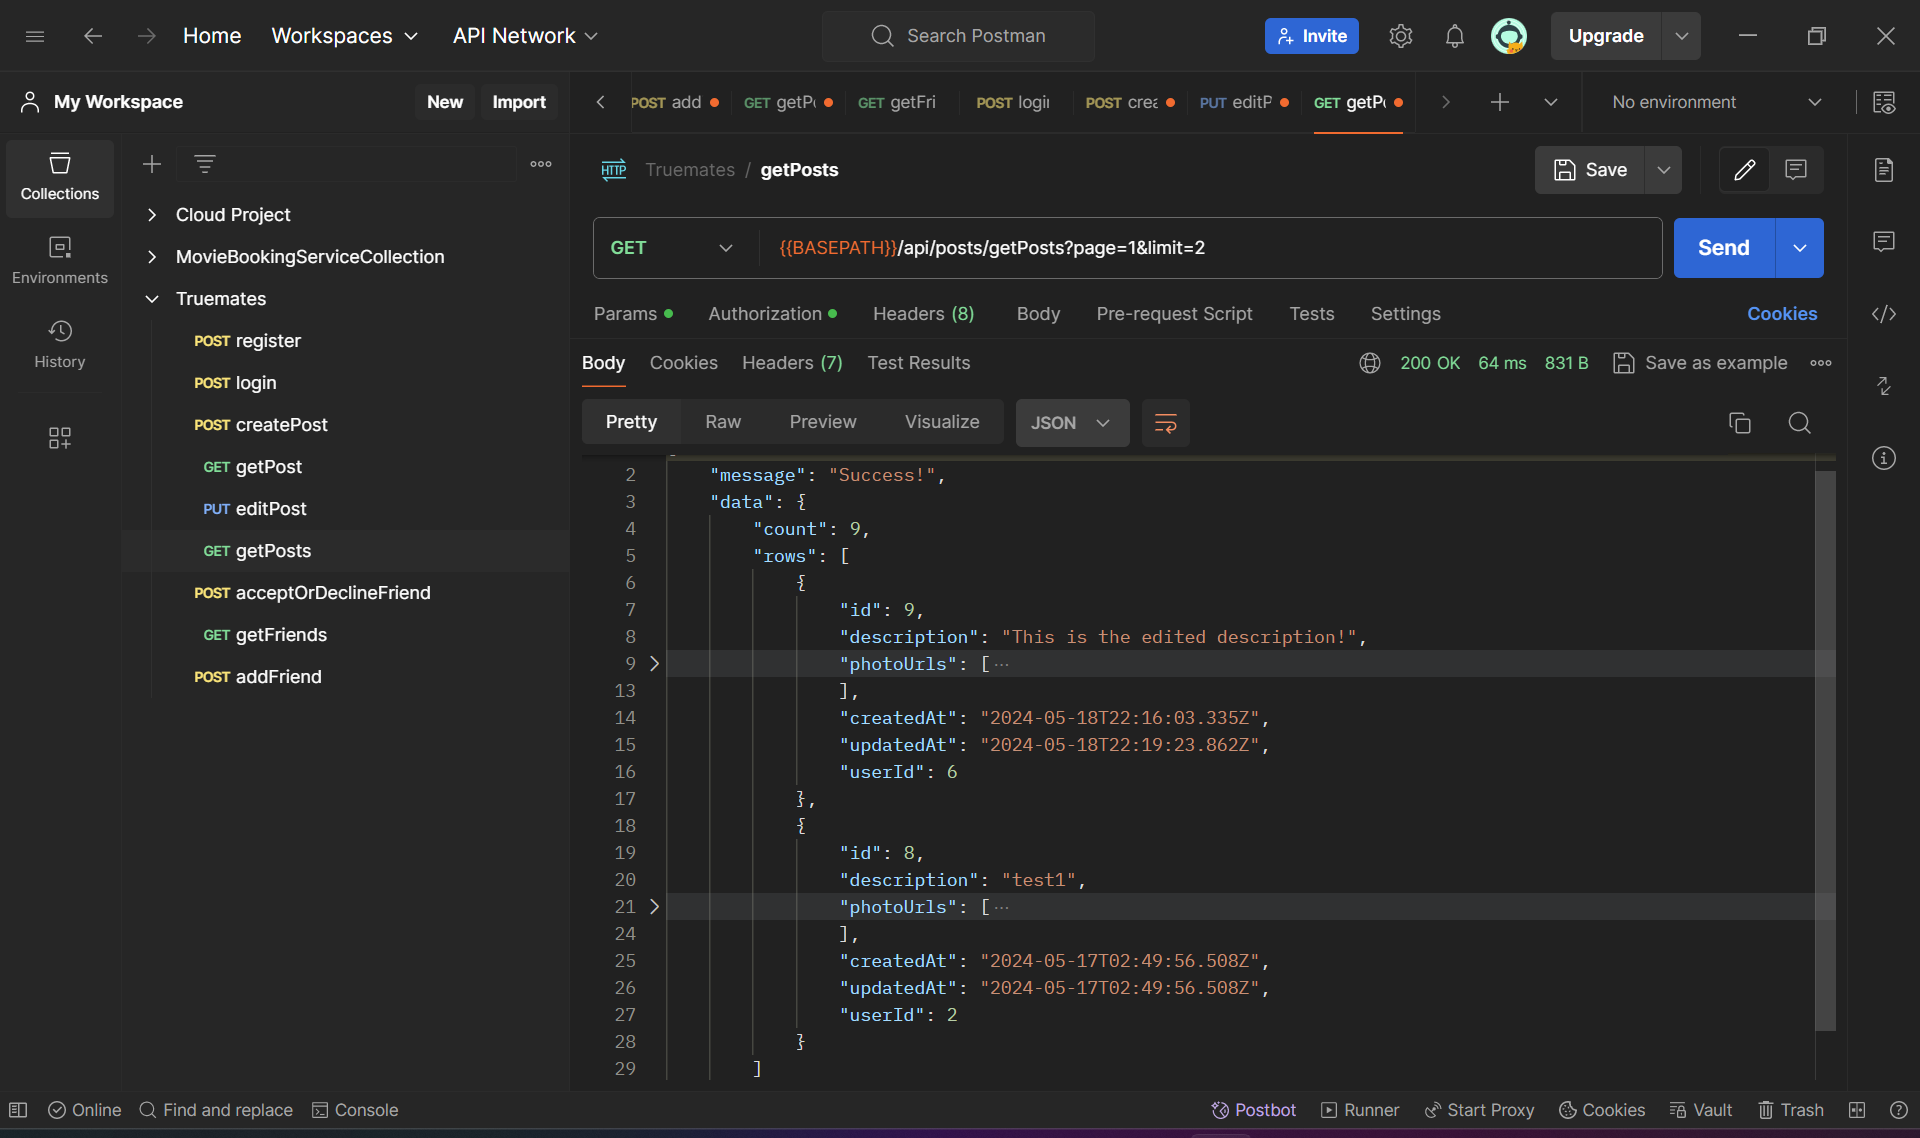 Home Workspaces API Network Search Postman Invite Upgrade
My Workspace New Import POST add GET getP GET getFri POST logi POST crea PUT editP GET getP No environment
Collections
Environments
History
Cloud Project
MovieBookingServiceCollection
Truemates
POST register
POST login
POST createPost
GET getPost
PUT editPost
GET getPosts
POST acceptOrDeclineFriend
GET getFriends
POST addFriend
HTTP Truemates / getPosts Save
GET {{BASEPATH}}/api/posts/getPosts?page=1&limit=2 Send
Params Authorization Headers (8) Body Pre-request Script Tests Settings Cookies
Body Cookies Headers (7) Test Results 200 OK 64 ms 831 B Save as example
Pretty Raw Preview Visualize JSON
2 "message": "Success!",
3 "data": {
4 "count": 9,
5 "rows": [
6 {
7 "id": 9,
8 "description": "This is the edited description!",
9 "photoUrls": [ ...
13 ],
14 "createdAt": "2024-05-18T22:16:03.335Z",
15 "updatedAt": "2024-05-18T22:19:23.862Z",
16 "userId": 6
17 },
18 {
19 "id": 8,
20 "description": "test1",
21 "photoUrls": [ ...
24 ],
25 "createdAt": "2024-05-17T02:49:56.508Z",
26 "updatedAt": "2024-05-17T02:49:56.508Z",
27 "userId": 2
28 }
29 ]
Online Find and replace Console Postbot Runner Start Proxy Cookies Vault Trash